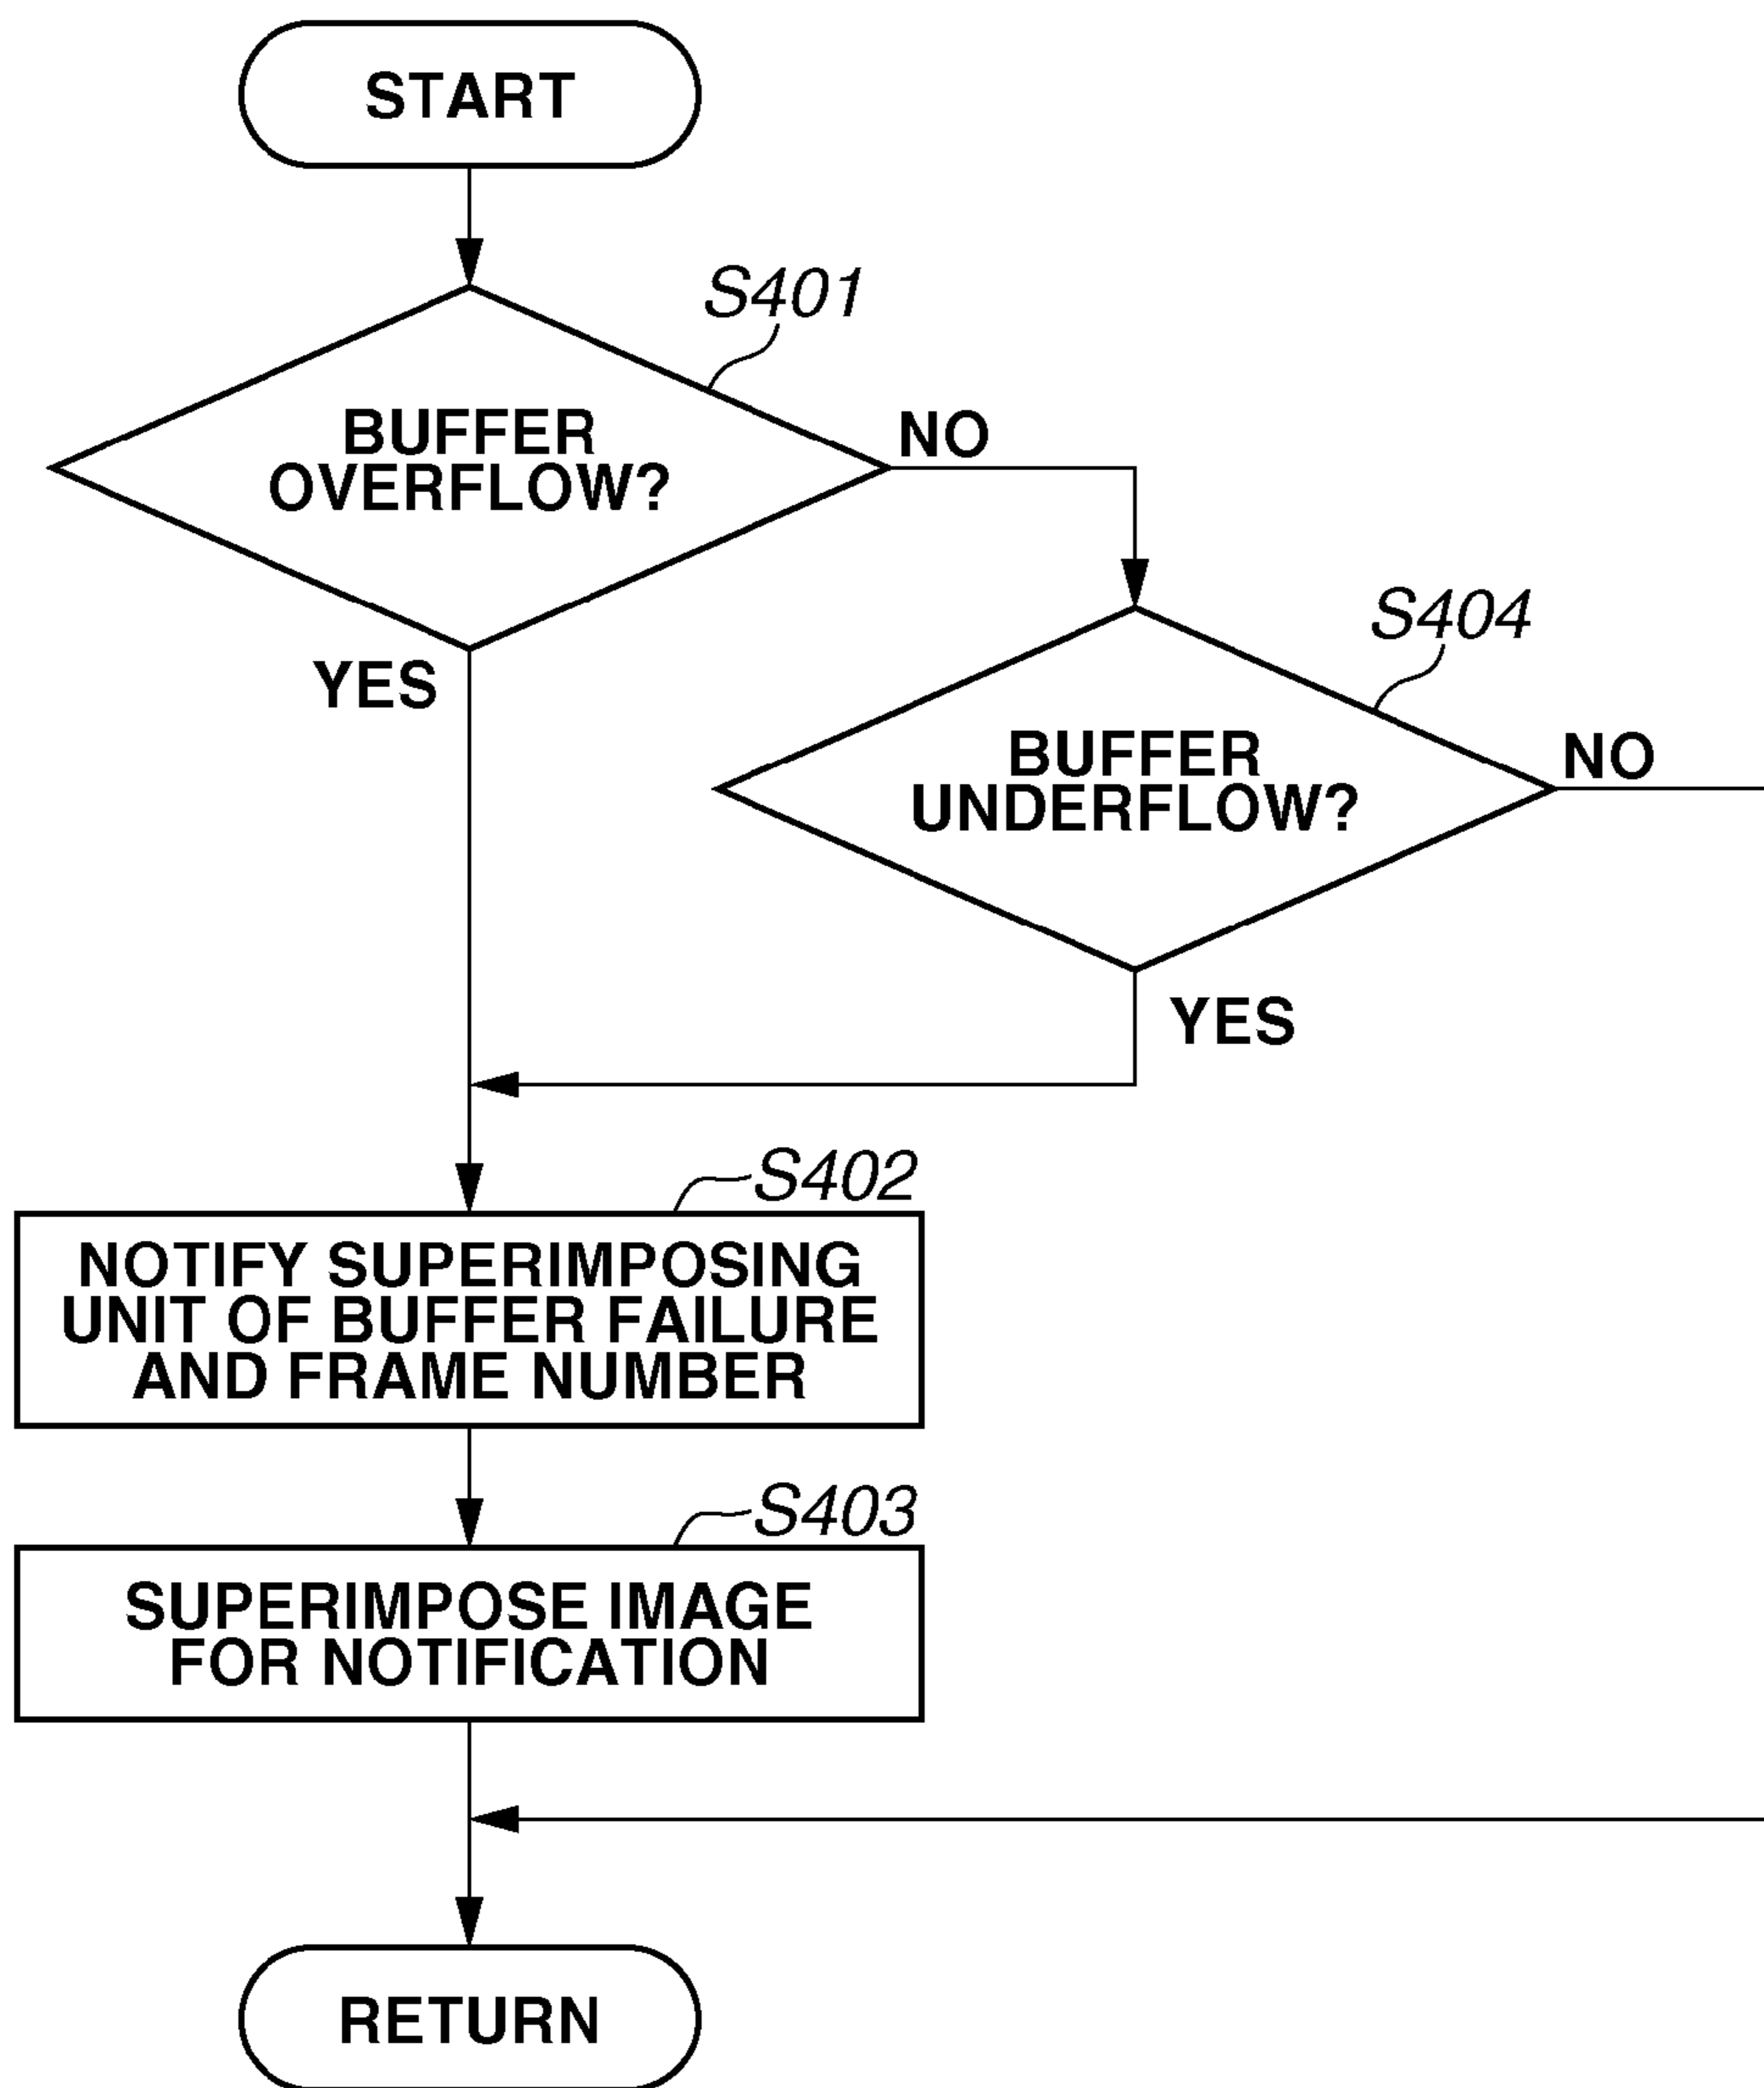 START
S401
BUFFER
OVERFLOW?
NO
YES
S404
BUFFER
UNDERFLOW?
NO
YES
S402
NOTIFY SUPERIMPOSING
UNIT OF BUFFER FAILURE
AND FRAME NUMBER
S403
SUPERIMPOSE IMAGE
FOR NOTIFICATION
RETURN